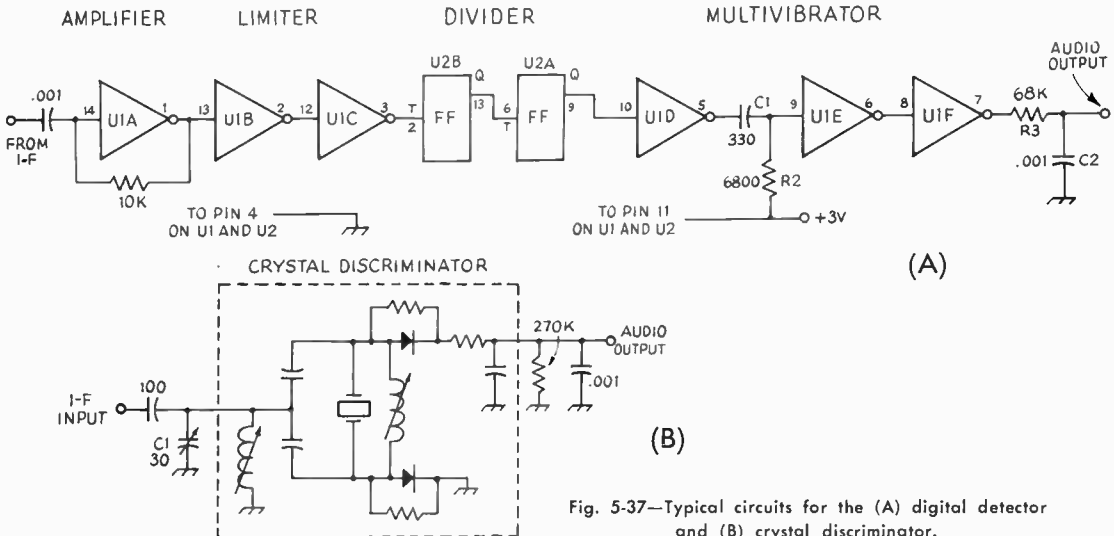 AMPLIFIER LIMITER DIVIDER MULTIVIBRATOR
AUDIO
OUTPUT
U2B U2A
.001 14 U1A 1 13 U1B 2 12 U1C 3 T 2 FF Q 13 6 T FF Q 9 10 U1D 5 C1 330 9 U1E 6 8 U1F 7 68K R3
FROM
I-F
10K
6800 R2
.001 C2
TO PIN 4
ON U1 AND U2
TO PIN 11
ON U1 AND U2
+3V
(A)
CRYSTAL DISCRIMINATOR
270K
AUDIO
OUTPUT
.001
I-F
INPUT
100
C1
30
(B)
Fig. 5-37—Typical circuits for the (A) digital detector
and (B) crystal discriminator.